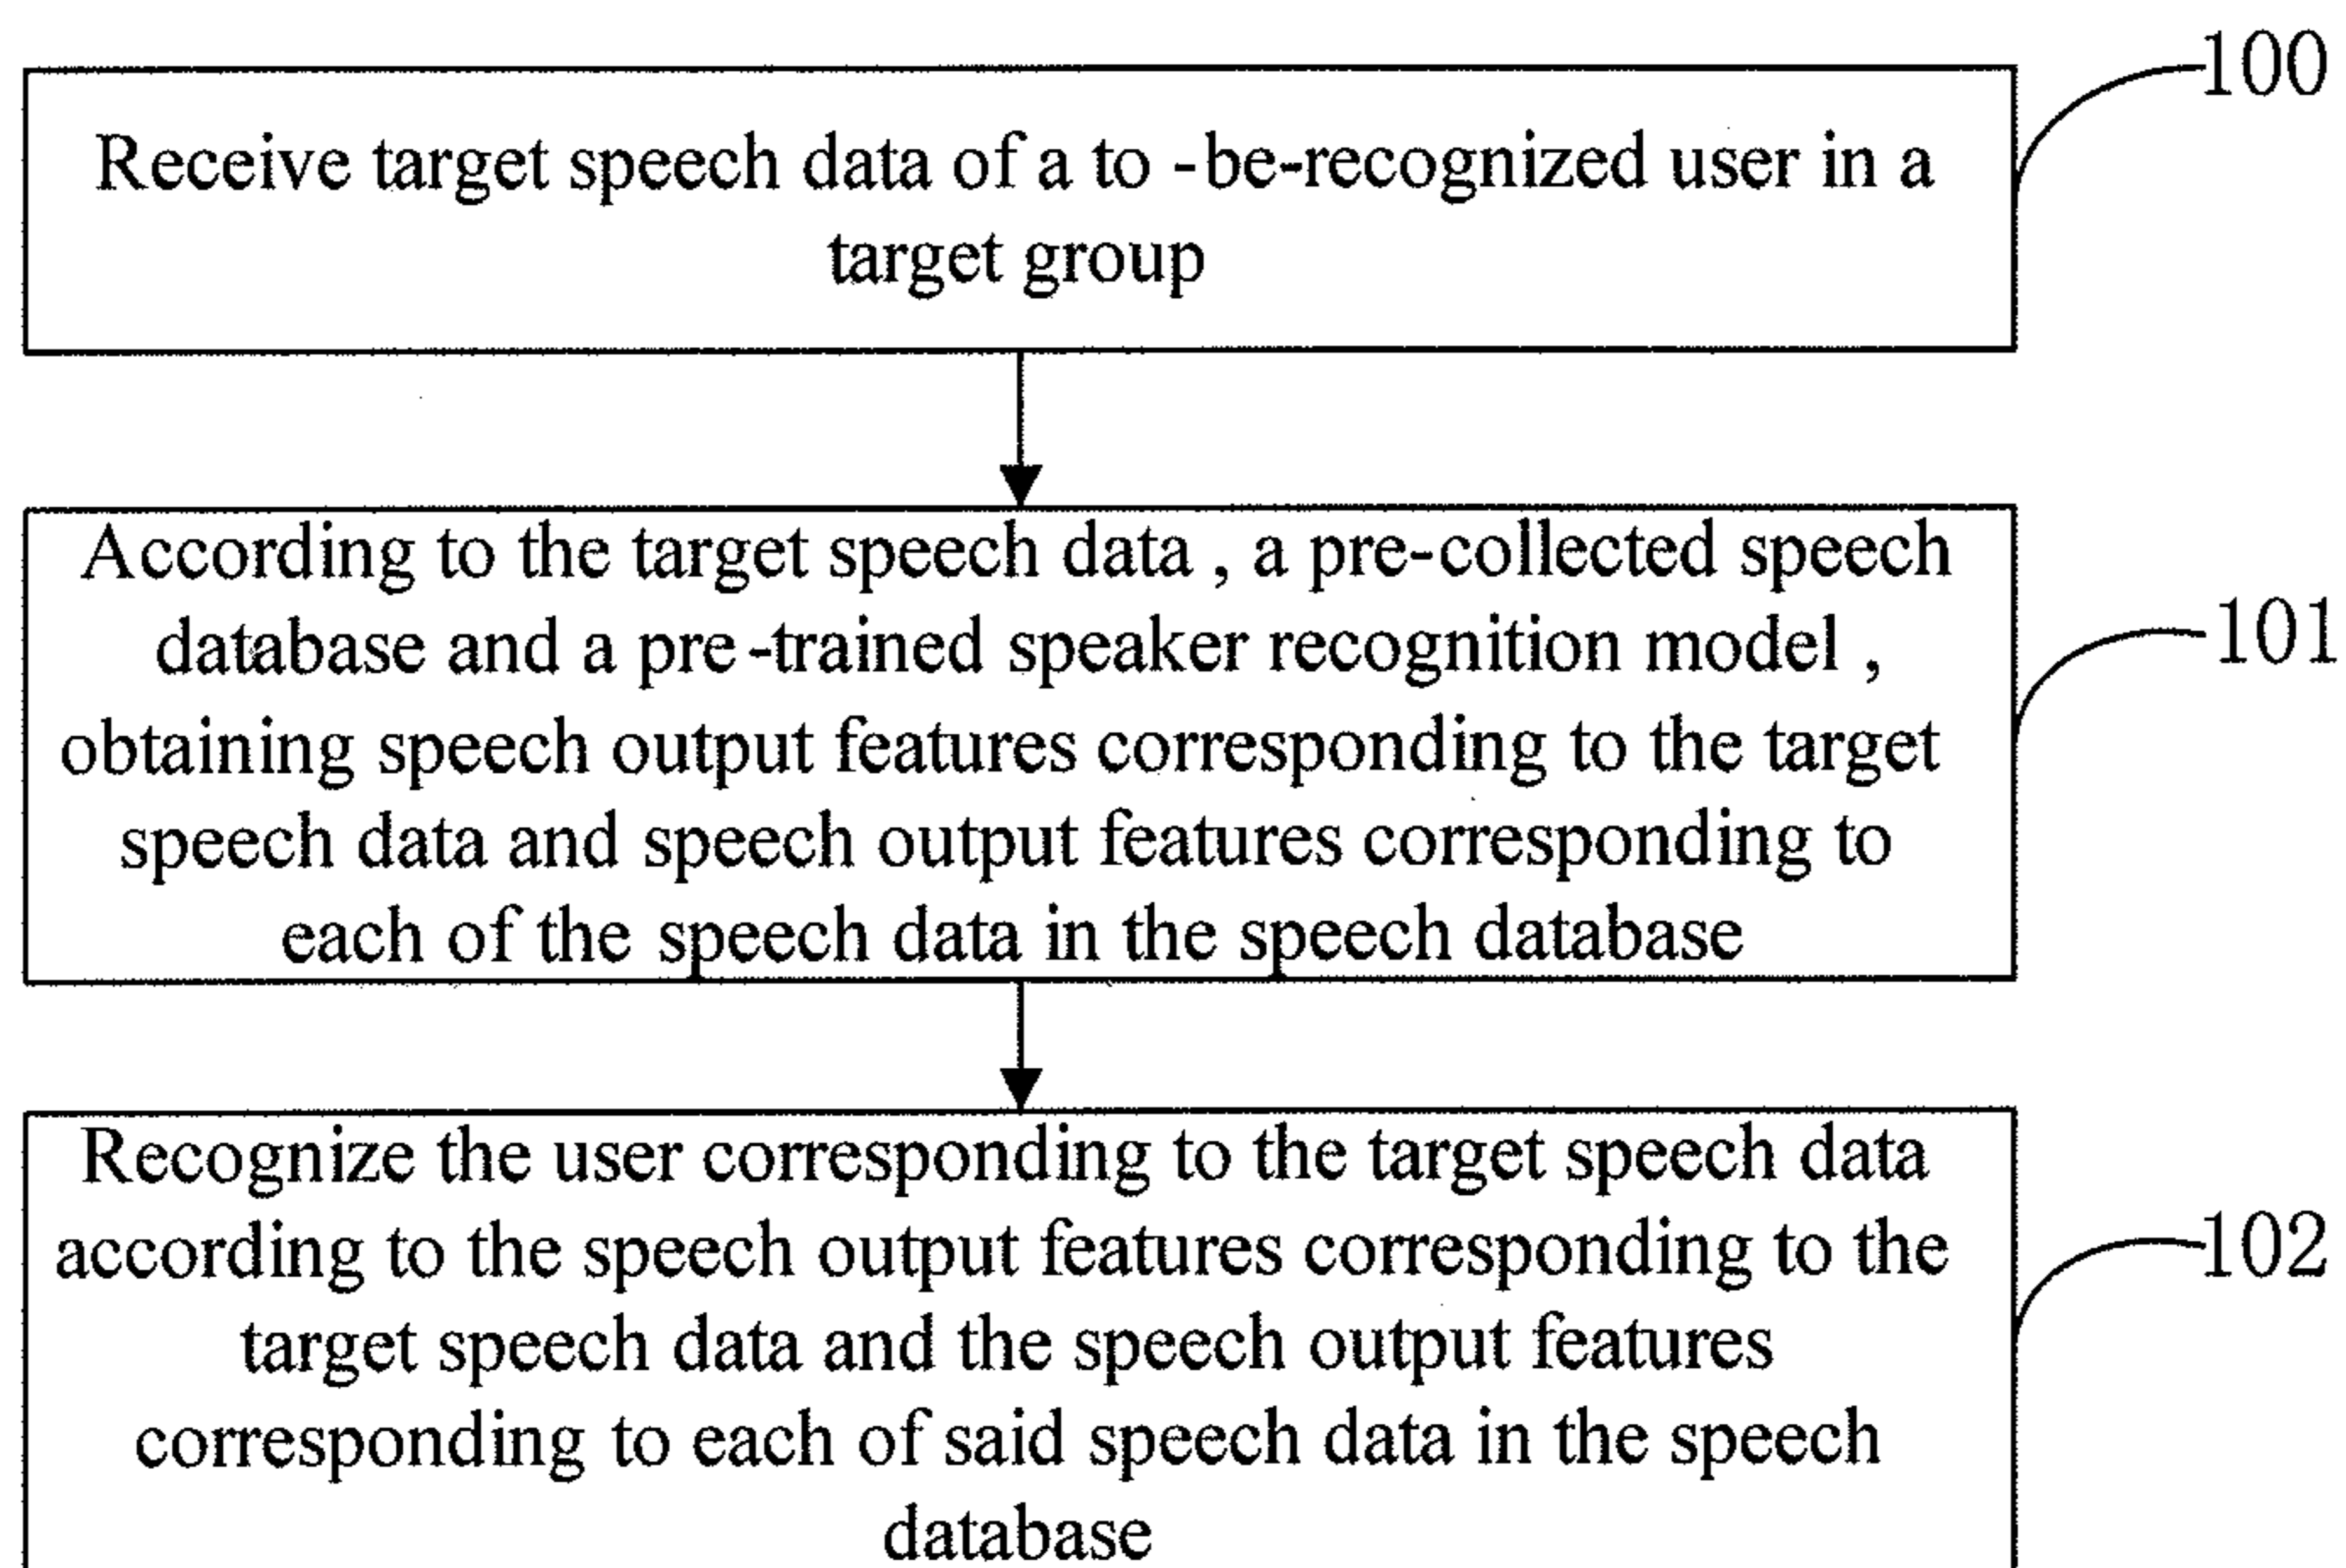 100
Receive target speech data of a to -be-recognized user in a
target group
According to the target speech data , a pre-collected speech
database and a pre-trained speaker recognition model ,
101
obtaining speech output features corresponding to the target
speech data and speech output features corresponding to
each of the speech data in the speech database
Recognize the user corresponding to the target speech data
according to the speech output features corresponding to the
102
target speech data and the speech output features
corresponding to each of said speech data in the speech
database